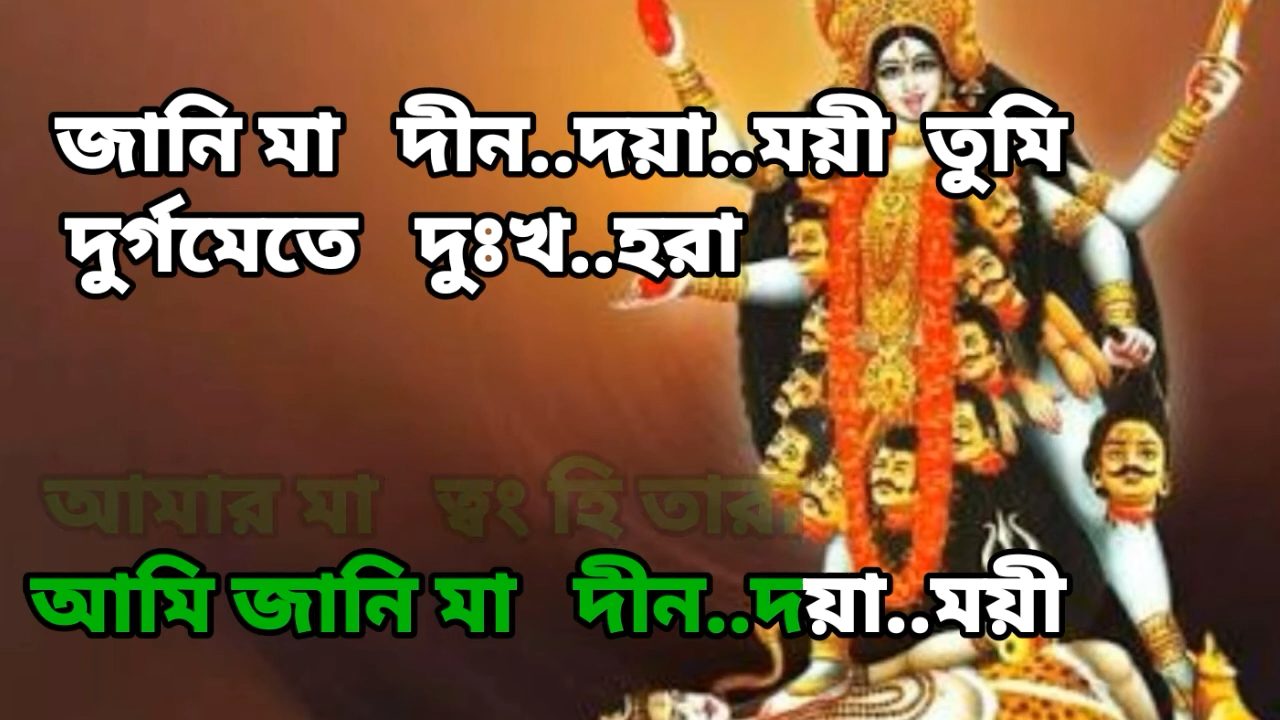 জানি মা দীন..দয়া..ময়ী তুমি
দুর্গমেতে দুঃখ..হরা
আমার মা ত্বং হি তারা
আমি জানি মা দীন..দয়া..ময়ী